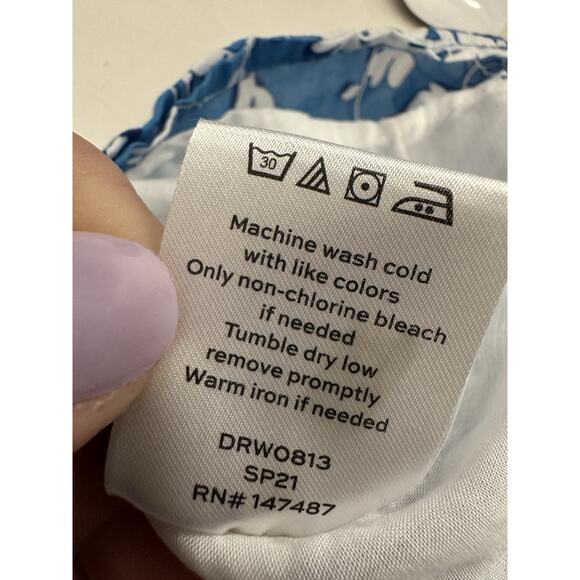 30
Machine wash cold
with like colors
Only non-chlorine bleach
if needed
Tumble dry low
remove promptly
Warm iron if needed
DRWO813
SP21
RN# 147487